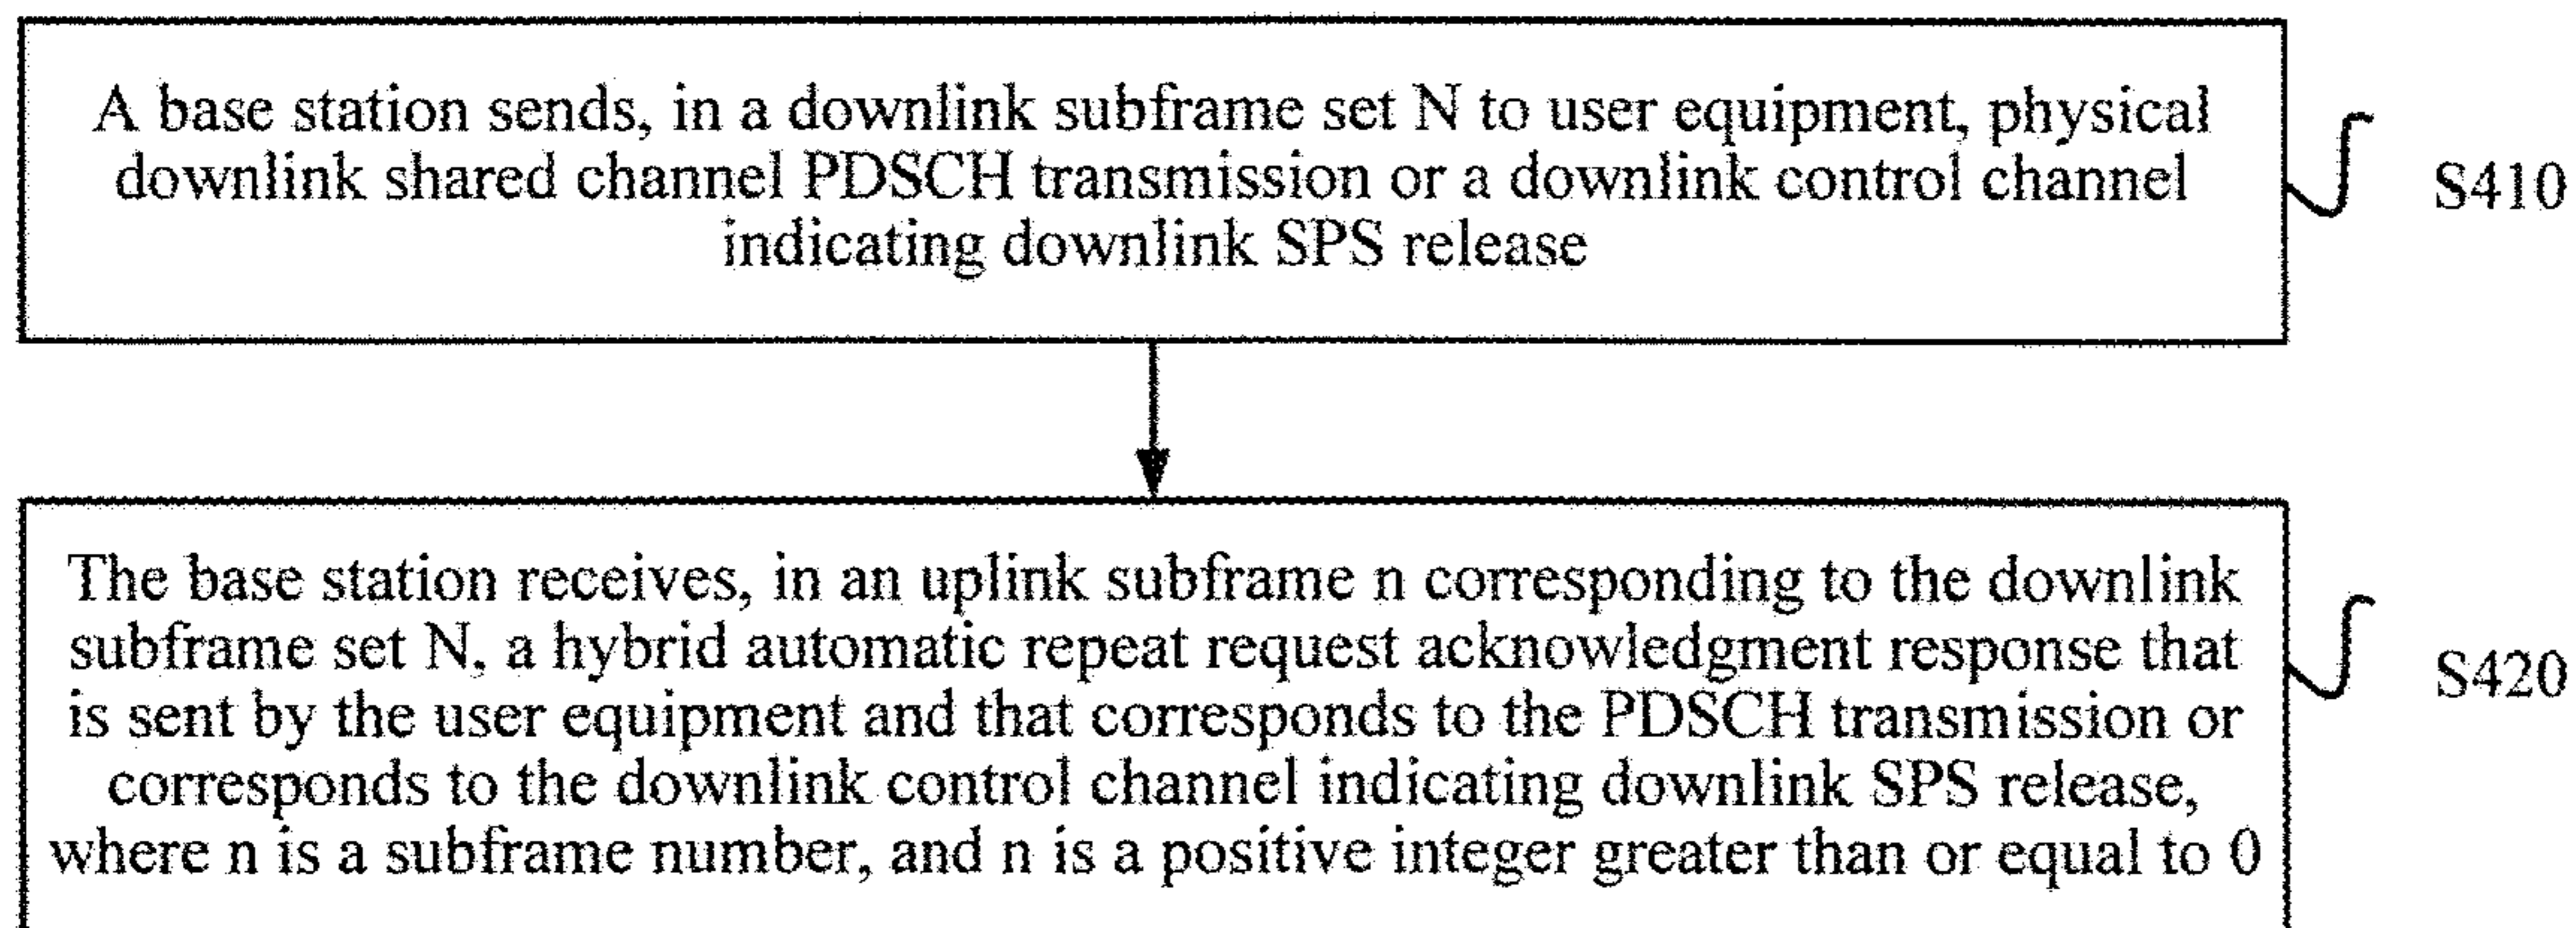 A base station sends, in a downlink subframe set N to user equipment, physical
downlink shared channel PDSCH transmission or a downlink control channel
indicating downlink SPS release
S410
The base station receives, in an uplink subframe n corresponding to the downlink
subframe set N, a hybrid automatic repeat request acknowledgment response that
is sent by the user equipment and that corresponds to the PDSCH transmission or
corresponds to the downlink control channel indicating downlink SPS release,
where n is a subframe number, and n is a positive integer greater than or equal to 0
S420